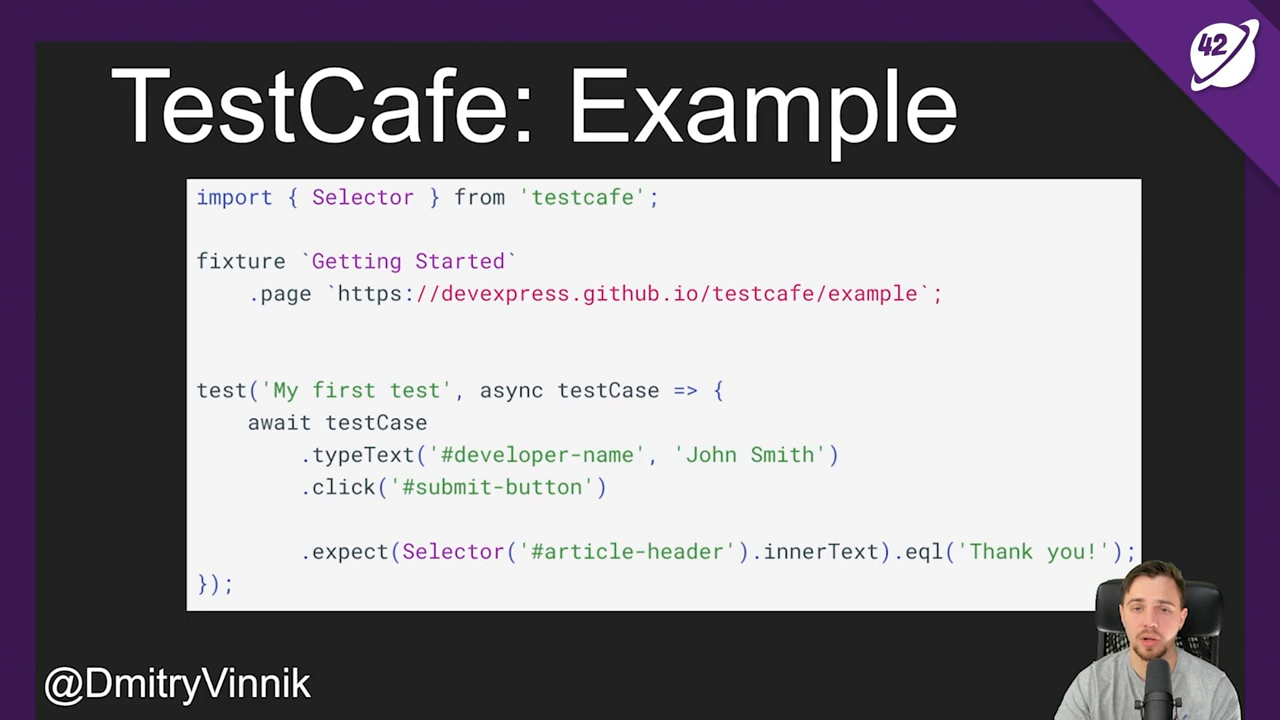 42
TestCafe: Example
import { Selector } from 'testcafe';
fixture `Getting Started`
.page `https://devexpress.github.io/testcafe/example`;
test('My first test', async testCase => {
await testCase
.typeText('#developer-name', 'John Smith')
.click('#submit-button')
.expect(Selector('#article-header').innerText).eql('Thank you!');
});
@DmitryVinnik